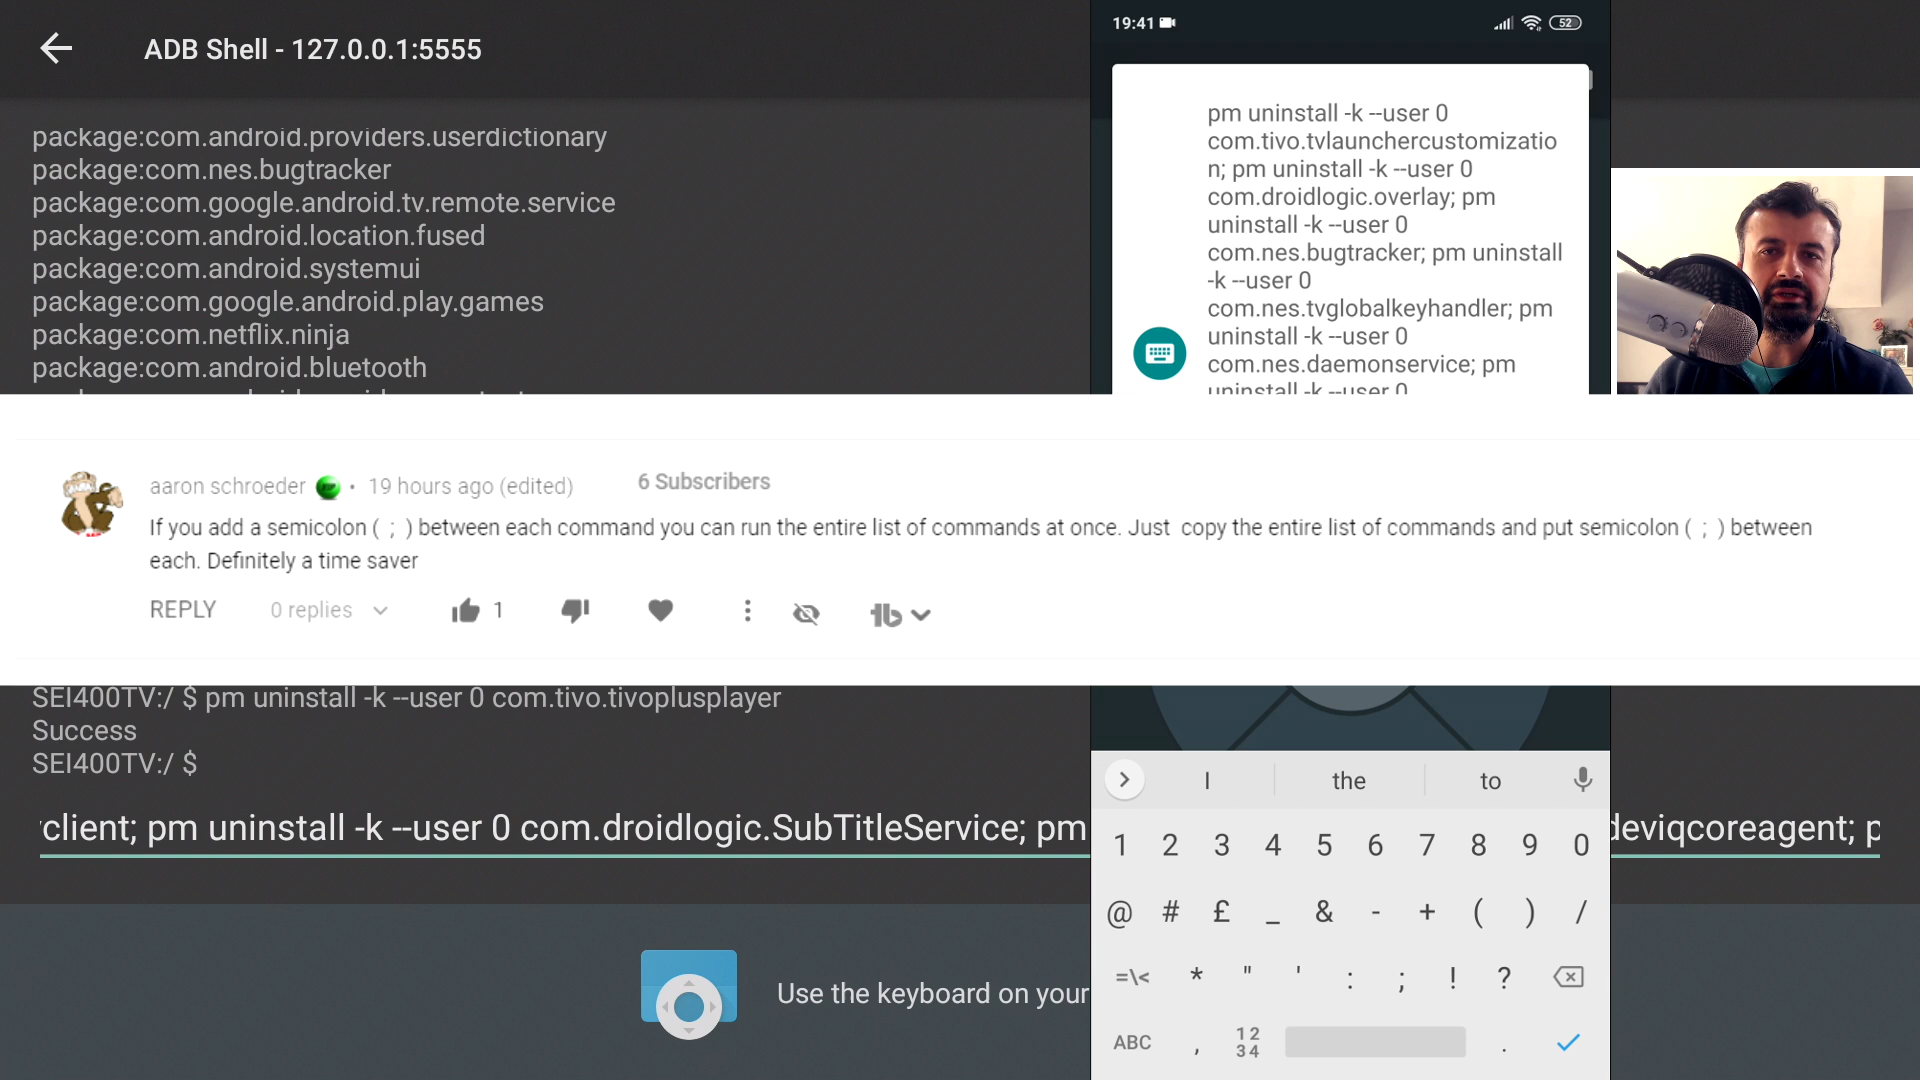 ADB Shell - 127.0.0.1:5555
package:com.android.providers.userdictionary
package:com.nes.bugtracker
package:com.google.android.tv.remote.service
package:com.android.location.fused
package:com.android.systemui
package:com.google.android.play.games
package:com.netflix.ninja
package:com.android.bluetooth
19:41
52
pm uninstall -k --user 0
com.tivo.tvlaunchercustomizatio
n; pm uninstall -k --user 0
com.droidlogic.overlay; pm
uninstall -k --user 0
com.nes.bugtracker; pm uninstall
-k --user 0
com.nes.tvglobalkeyhandler; pm
uninstall -k --user 0
com.nes.daemonservice; pm
uninstall -k --user 0
aaron schroeder • 19 hours ago (edited) 6 Subscribers
If you add a semicolon ( ; ) between each command you can run the entire list of commands at once. Just copy the entire list of commands and put semicolon ( ; ) between
each. Definitely a time saver
REPLY 0 replies 1
SEI400TV:/ $ pm uninstall -k --user 0 com.tivo.tivoplusplayer
Success
SEI400TV:/ $
client; pm uninstall -k --user 0 com.droidlogic.SubTitleService; pm deviqcoreagent; p
Use the keyboard on your
I the to
1 2 3 4 5 6 7 8 9 0
@ # £ _ & - + ( ) /
=\< * " ' : ; ! ?
ABC , 12 34 .